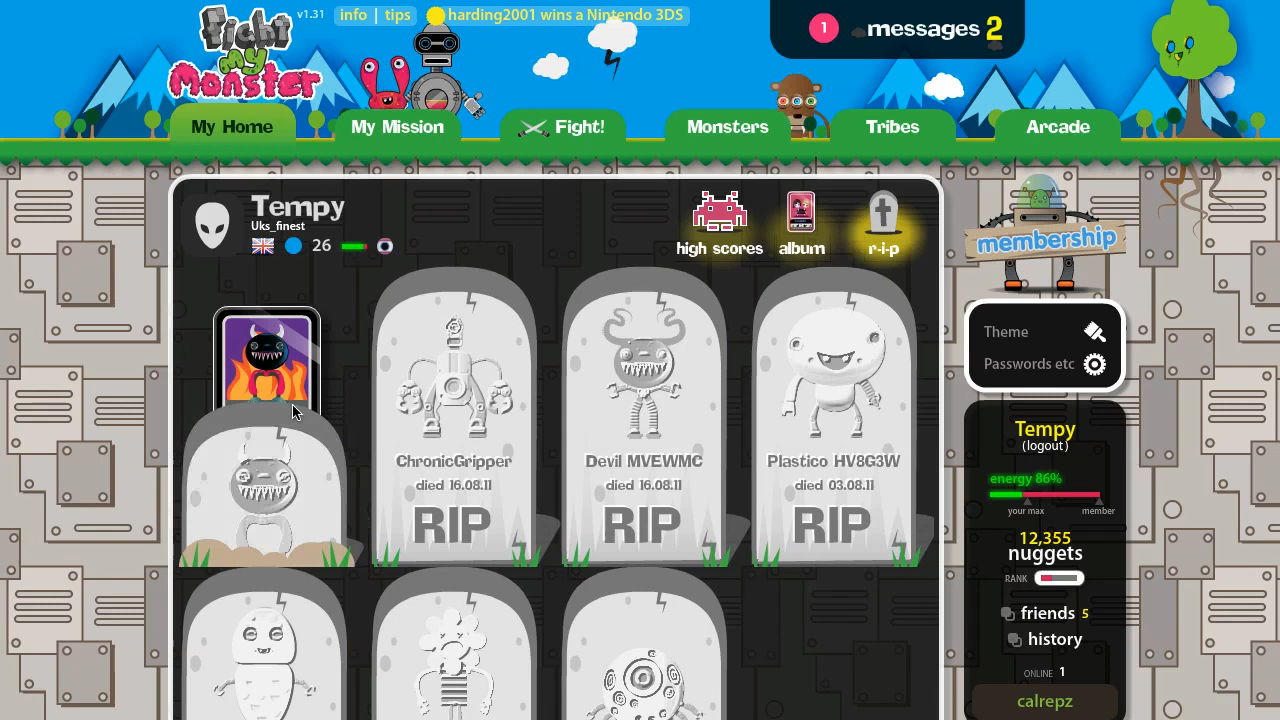 fight my Monster
v1.31
info | tips
harding2001 wins a Nintendo 3DS
1
messages 2
My Home
My Mission
Fight!
Monsters
Tribes
Arcade
Tempy
Uks_finest
26
high scores
album
r-i-p
membership
Theme
Passwords etc
ChronicGripper
died 16.08.11
RIP
Devil MVEWMC
died 16.08.11
RIP
Plastico HV8G3W
died 03.08.11
RIP
Tempy
(logout)
energy 86%
your max
member
12,355
nuggets
RANK
friends 5
history
ONLINE 1
calrepz